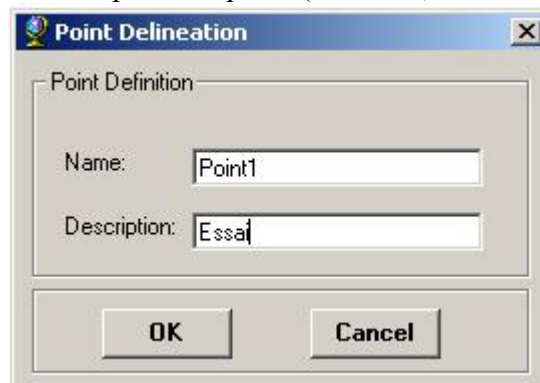 Point Delineation
Point Definition
Name: Point1
Description: Essai
OK Cancel